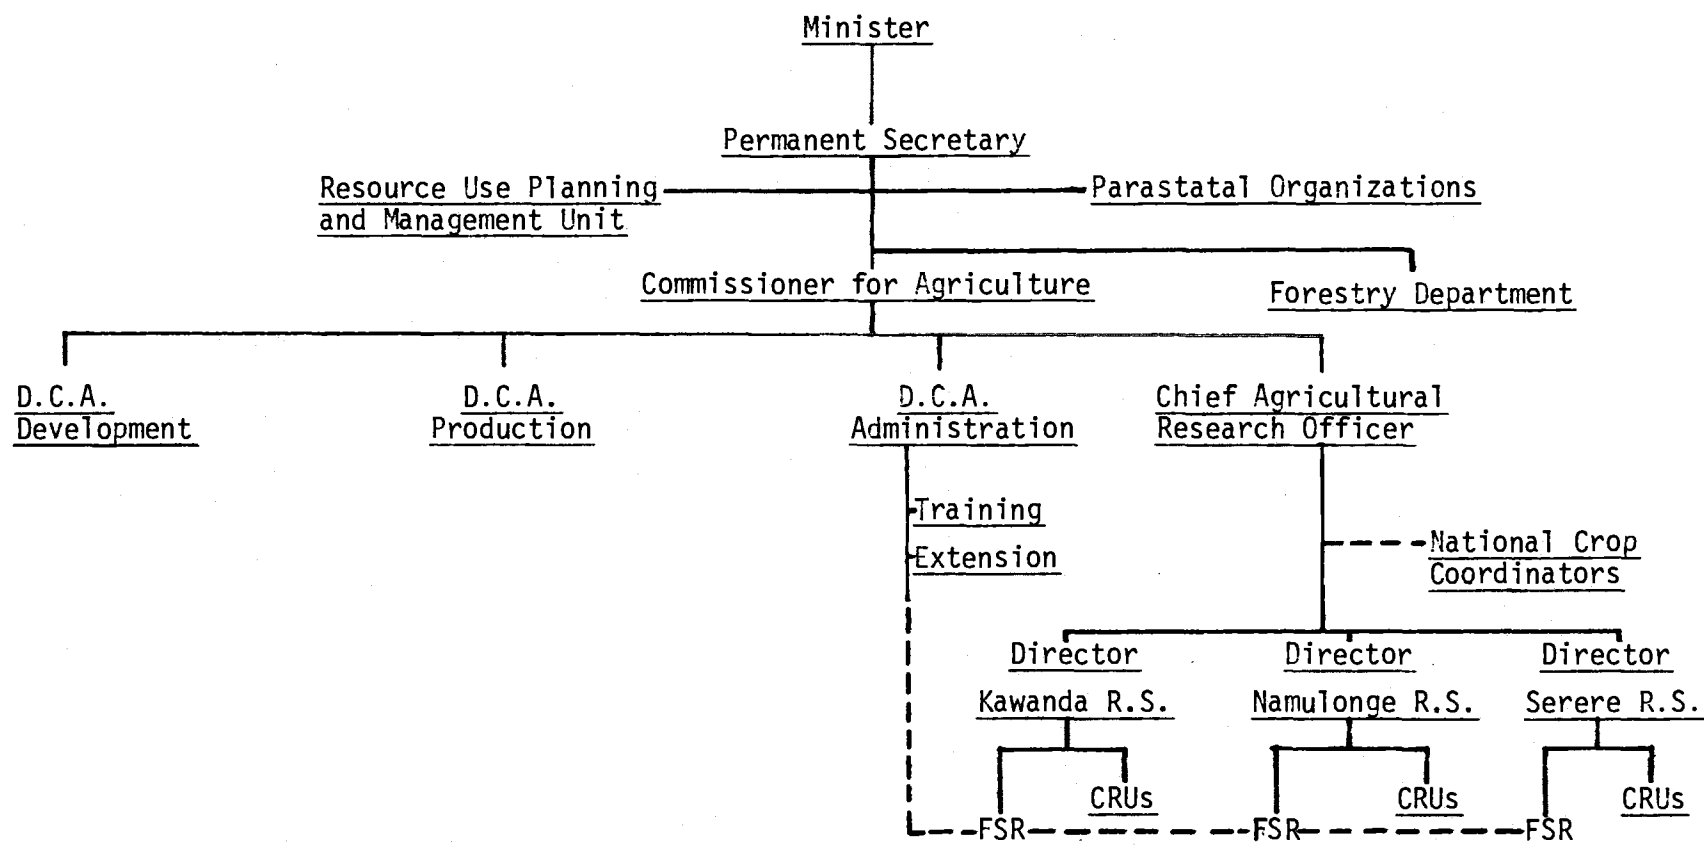 Minister
Permanent Secretary
Resource Use Planning
and Management Unit
Parastatal Organizations
Commissioner for Agriculture
Forestry Department
D.C.A.
Development
D.C.A.
Production
D.C.A.
Administration
Chief Agricultural
Research Officer
Training
Extension
National Crop
Coordinators
Director
Kawanda R.S.
Director
Namulonge R.S.
Director
Serere R.S.
CRUs
CRUs
CRUs
FSR
FSR
FSR